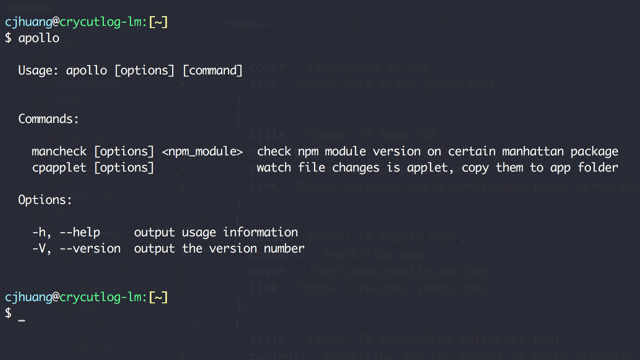 cjhuang@crycutlog-lm:[~]
$ apollo
Usage: apollo [options] [command]
Commands:
mancheck [options] <npm_module>  check npm module version on certain manhattan package
cpapplet [options]               watch file changes is applet, copy them to app folder
Options:
-h, --help     output usage information
-V, --version  output the version number
cjhuang@crycutlog-lm:[~]
$ _